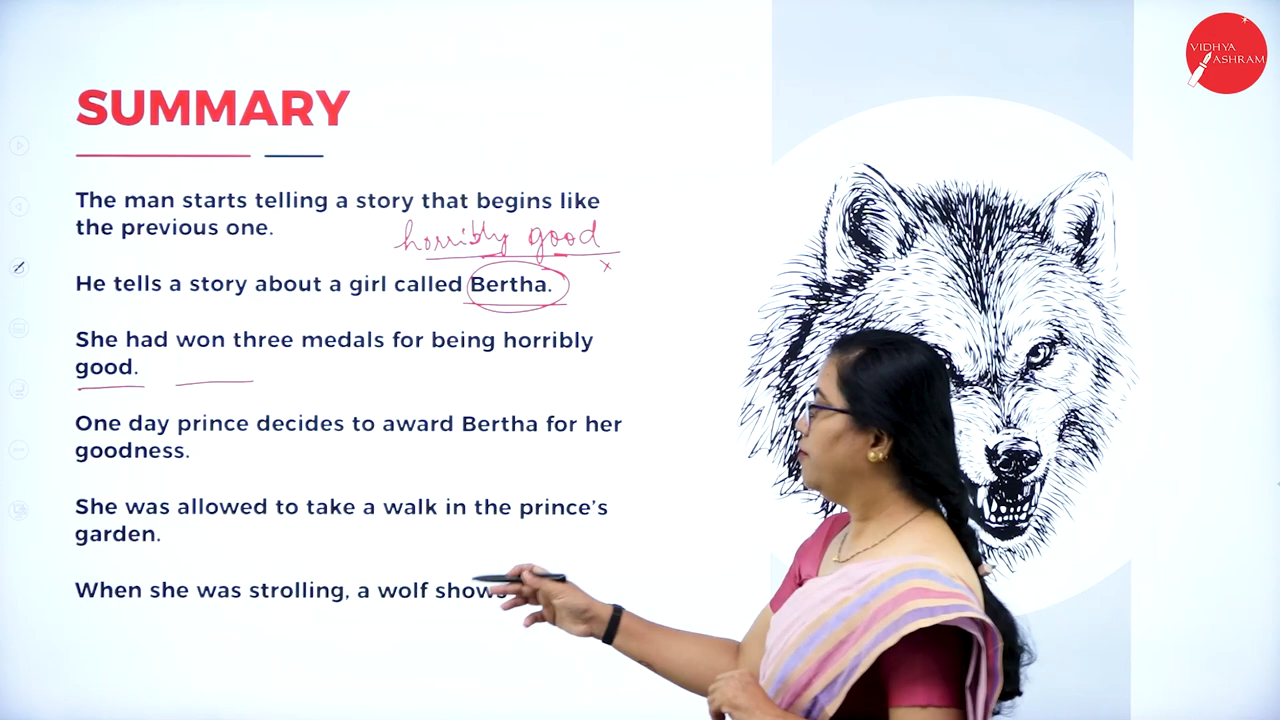 VIDHYA
ASHRAM
SUMMARY
The man starts telling a story that begins like
the previous one.
horribly good
x
He tells a story about a girl called Bertha.
She had won three medals for being horribly
good.
One day prince decides to award Bertha for her
goodness.
She was allowed to take a walk in the prince's
garden.
When she was strolling, a wolf shows